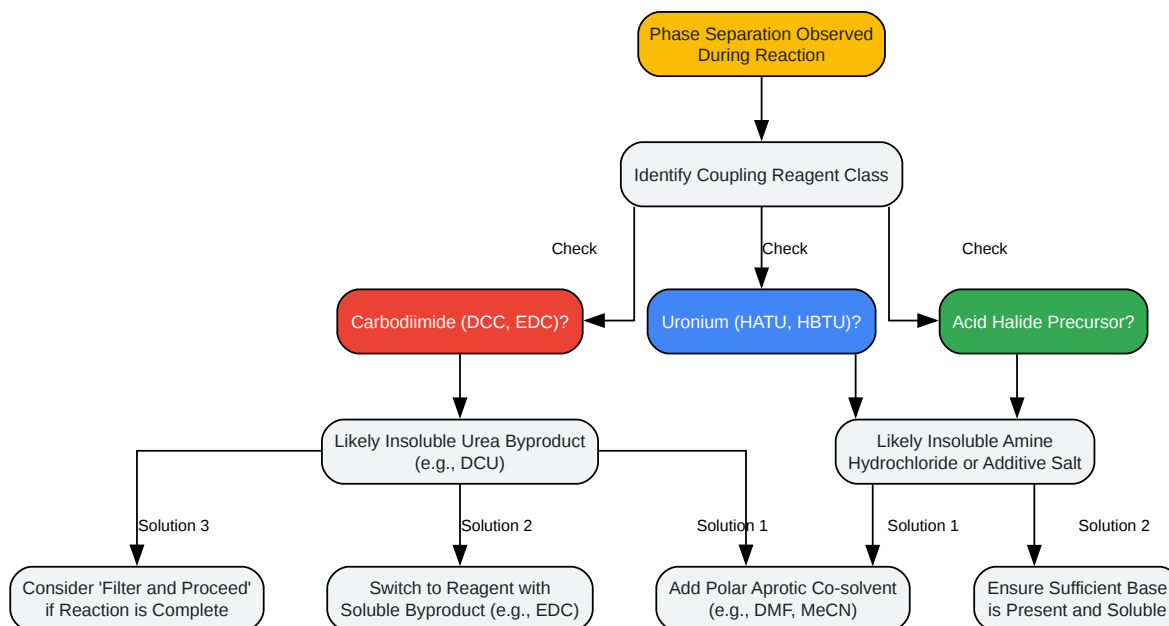 Phase Separation Observed
During Reaction
Identify Coupling Reagent Class
Check
Check
Check
Carbodiimide (DCC, EDC)?
Uronium (HATU, HBTU)?
Acid Halide Precursor?
Likely Insoluble Urea Byproduct
(e.g., DCU)
Likely Insoluble Amine
Hydrochloride or Additive Salt
Solution 3
Solution 2
Solution 1
Solution 1
Solution 2
Consider 'Filter and Proceed'
if Reaction is Complete
Switch to Reagent with
Soluble Byproduct (e.g., EDC)
Add Polar Aprotic Co-solvent
(e.g., DMF, MeCN)
Ensure Sufficient Base
is Present and Soluble